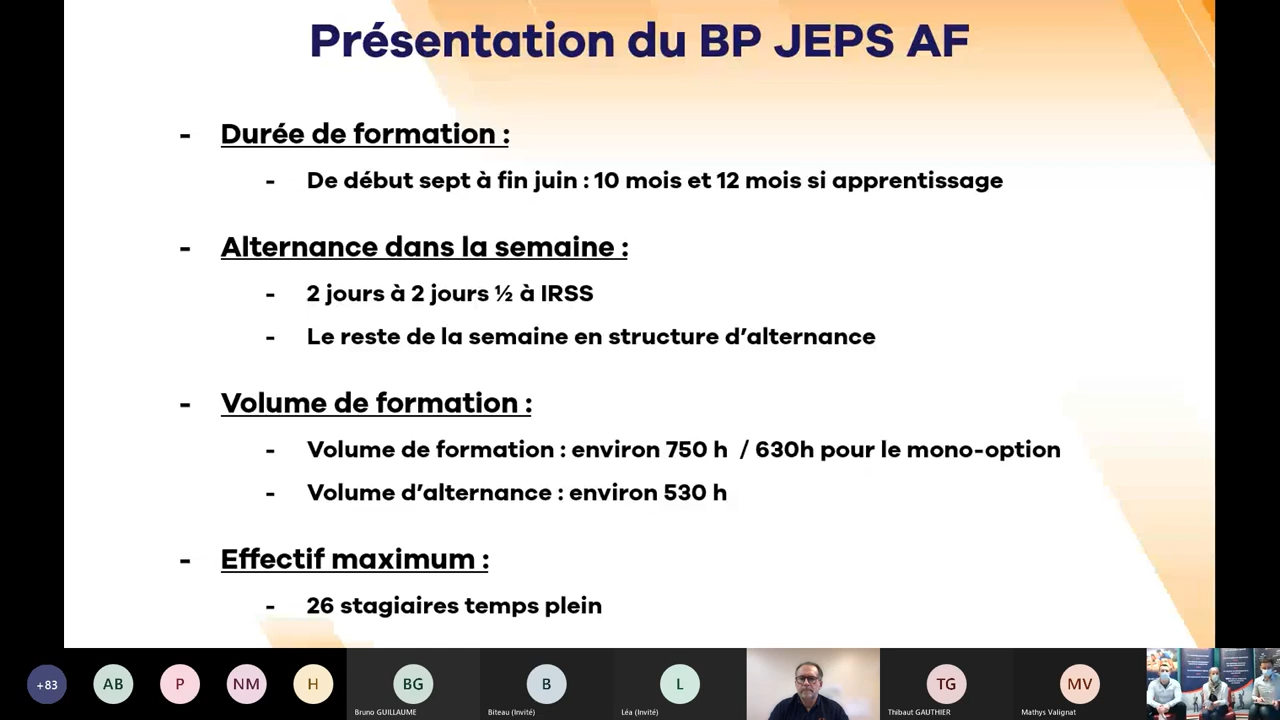 Présentation du BP JEPS AF
- Durée de formation :
- De début sept à fin juin : 10 mois et 12 mois si apprentissage
- Alternance dans la semaine :
- 2 jours à 2 jours ½ à IRSS
- Le reste de la semaine en structure d’alternance
- Volume de formation :
- Volume de formation : environ 750 h / 630h pour le mono-option
- Volume d’alternance : environ 530 h
- Effectif maximum :
- 26 stagiaires temps plein
+83
AB
P
NM
H
BG
Bruno GUILLAUME
B
Biteau (Invité)
L
Léa (Invité)
TG
Thibaut GAUTHIER
MV
Mathys Valignat